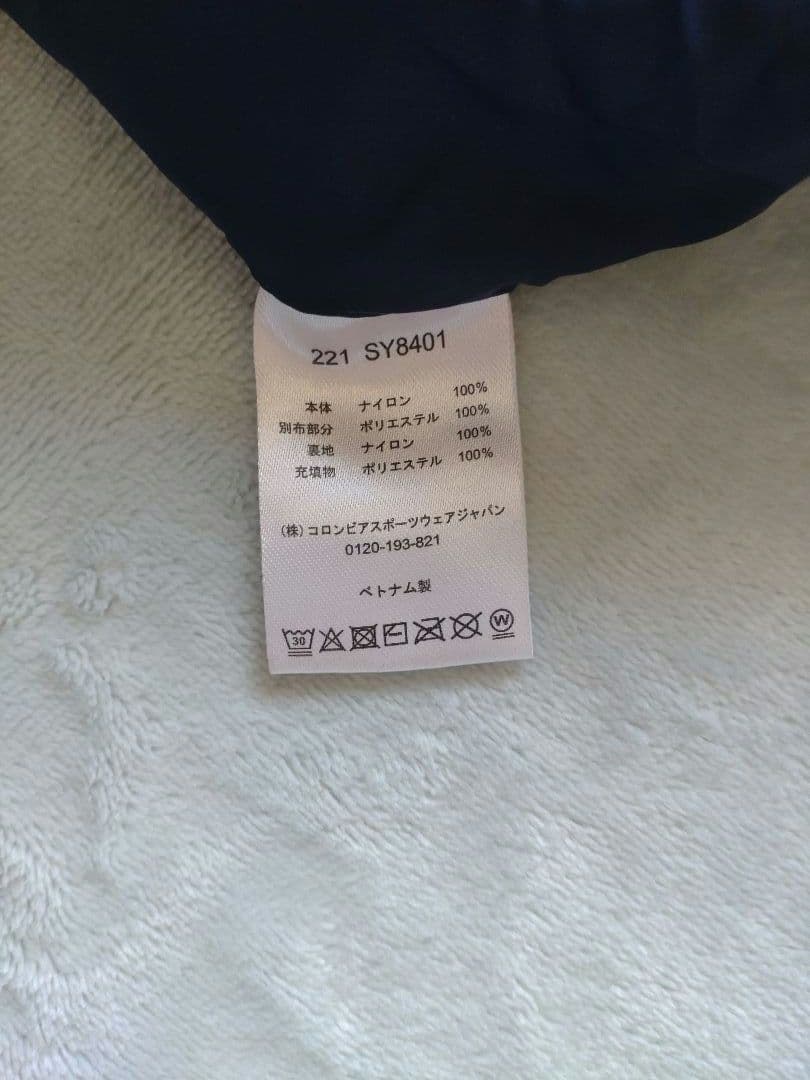 221 SY8401
本体 ナイロン 100%
別布部分 ポリエステル 100%
裏地 ナイロン 100%
充填物 ポリエステル 100%
(株)コロンビアスポーツウェアジャパン
0120-193-821
ベトナム製
30 W